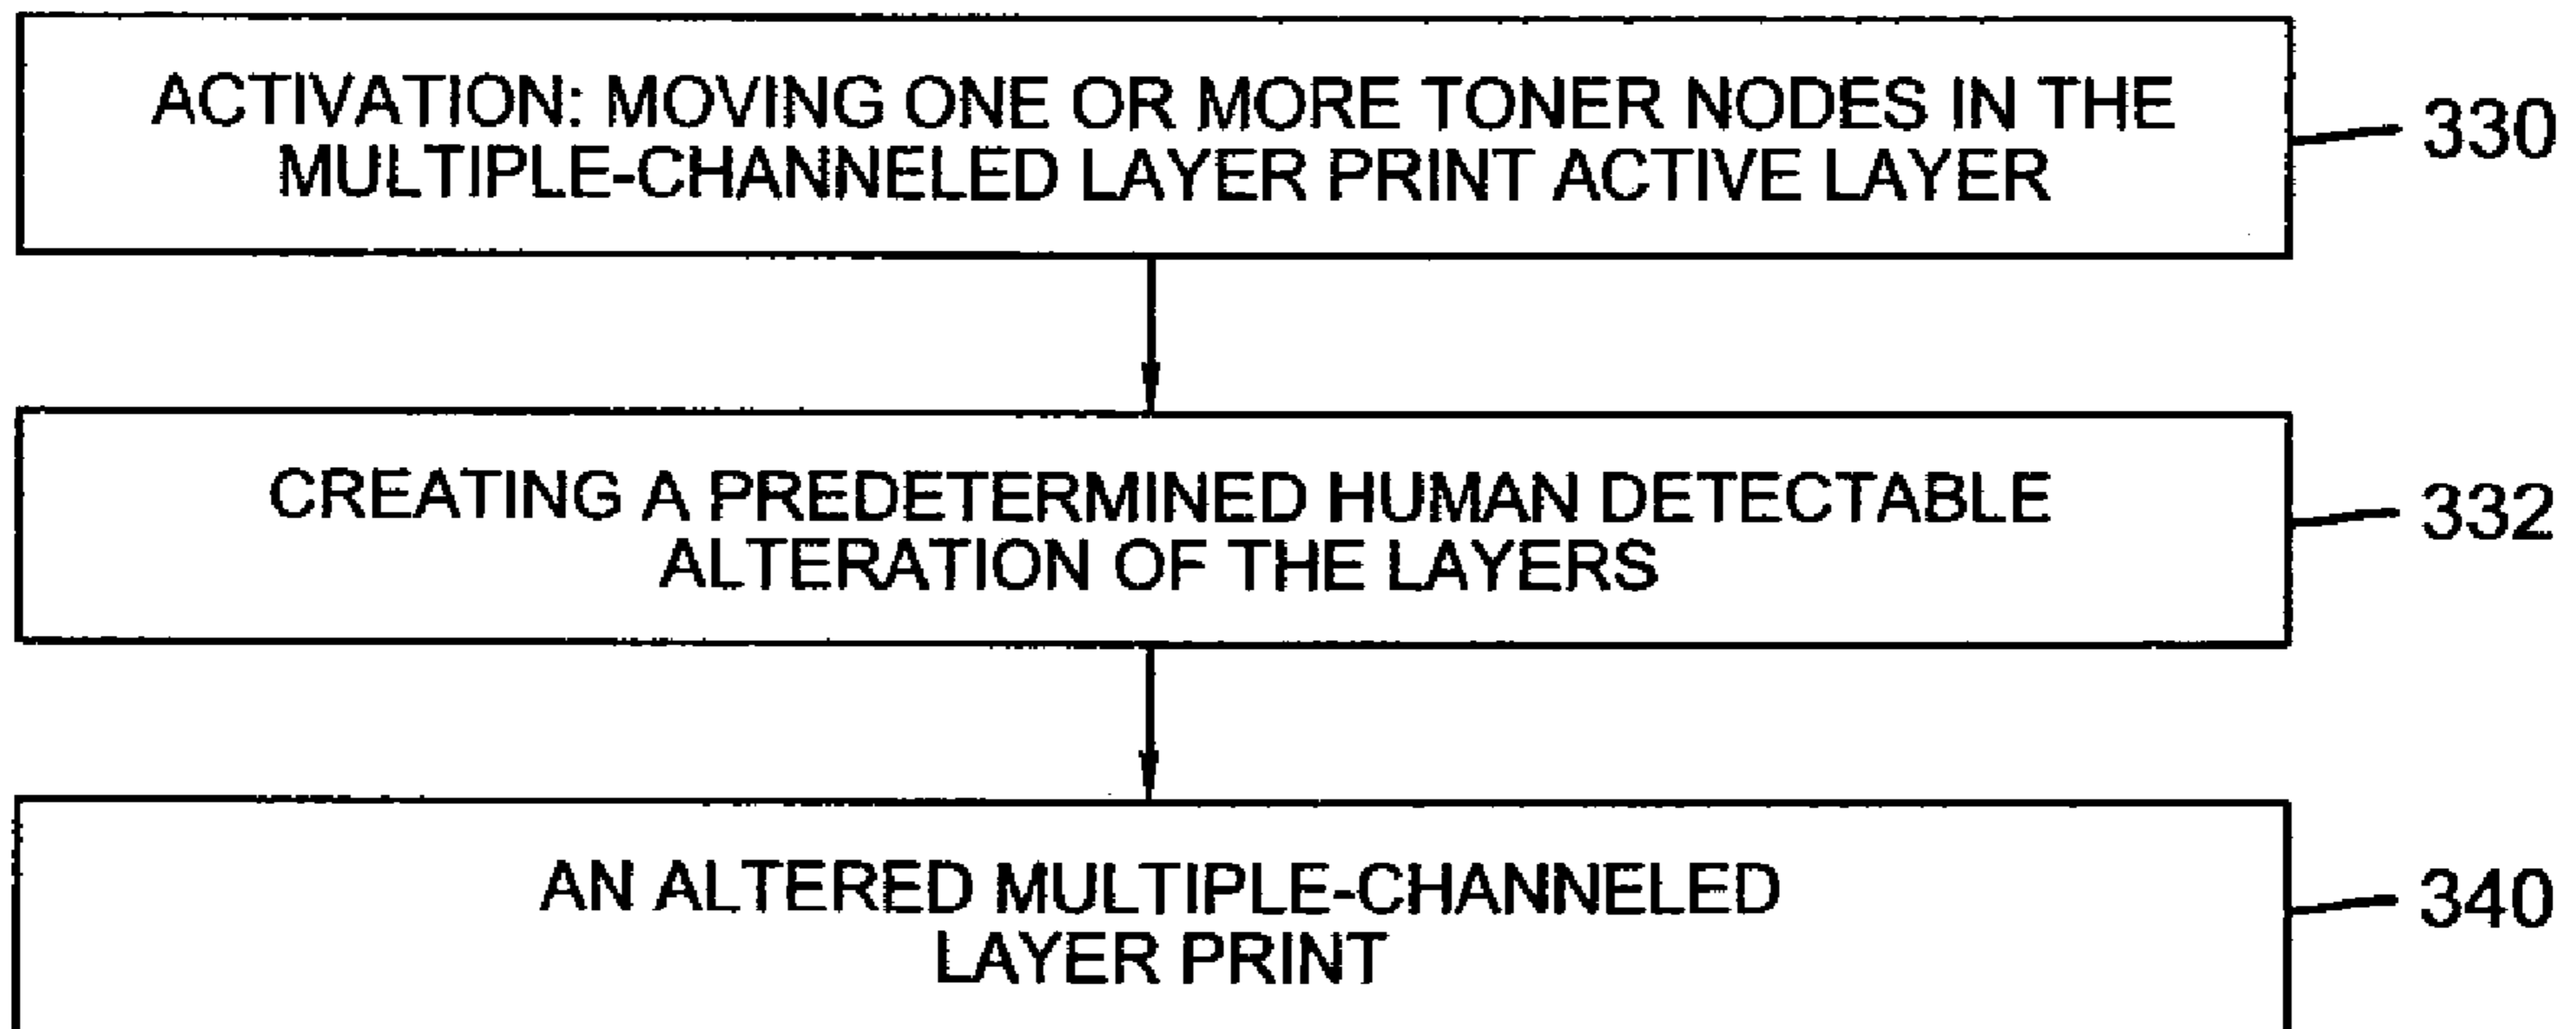 ACTIVATION: MOVING ONE OR MORE TONER NODES IN THE
MULTIPLE-CHANNELED LAYER PRINT ACTIVE LAYER
330
CREATING A PREDETERMINED HUMAN DETECTABLE
ALTERATION OF THE LAYERS
332
AN ALTERED MULTIPLE-CHANNELED
LAYER PRINT
340